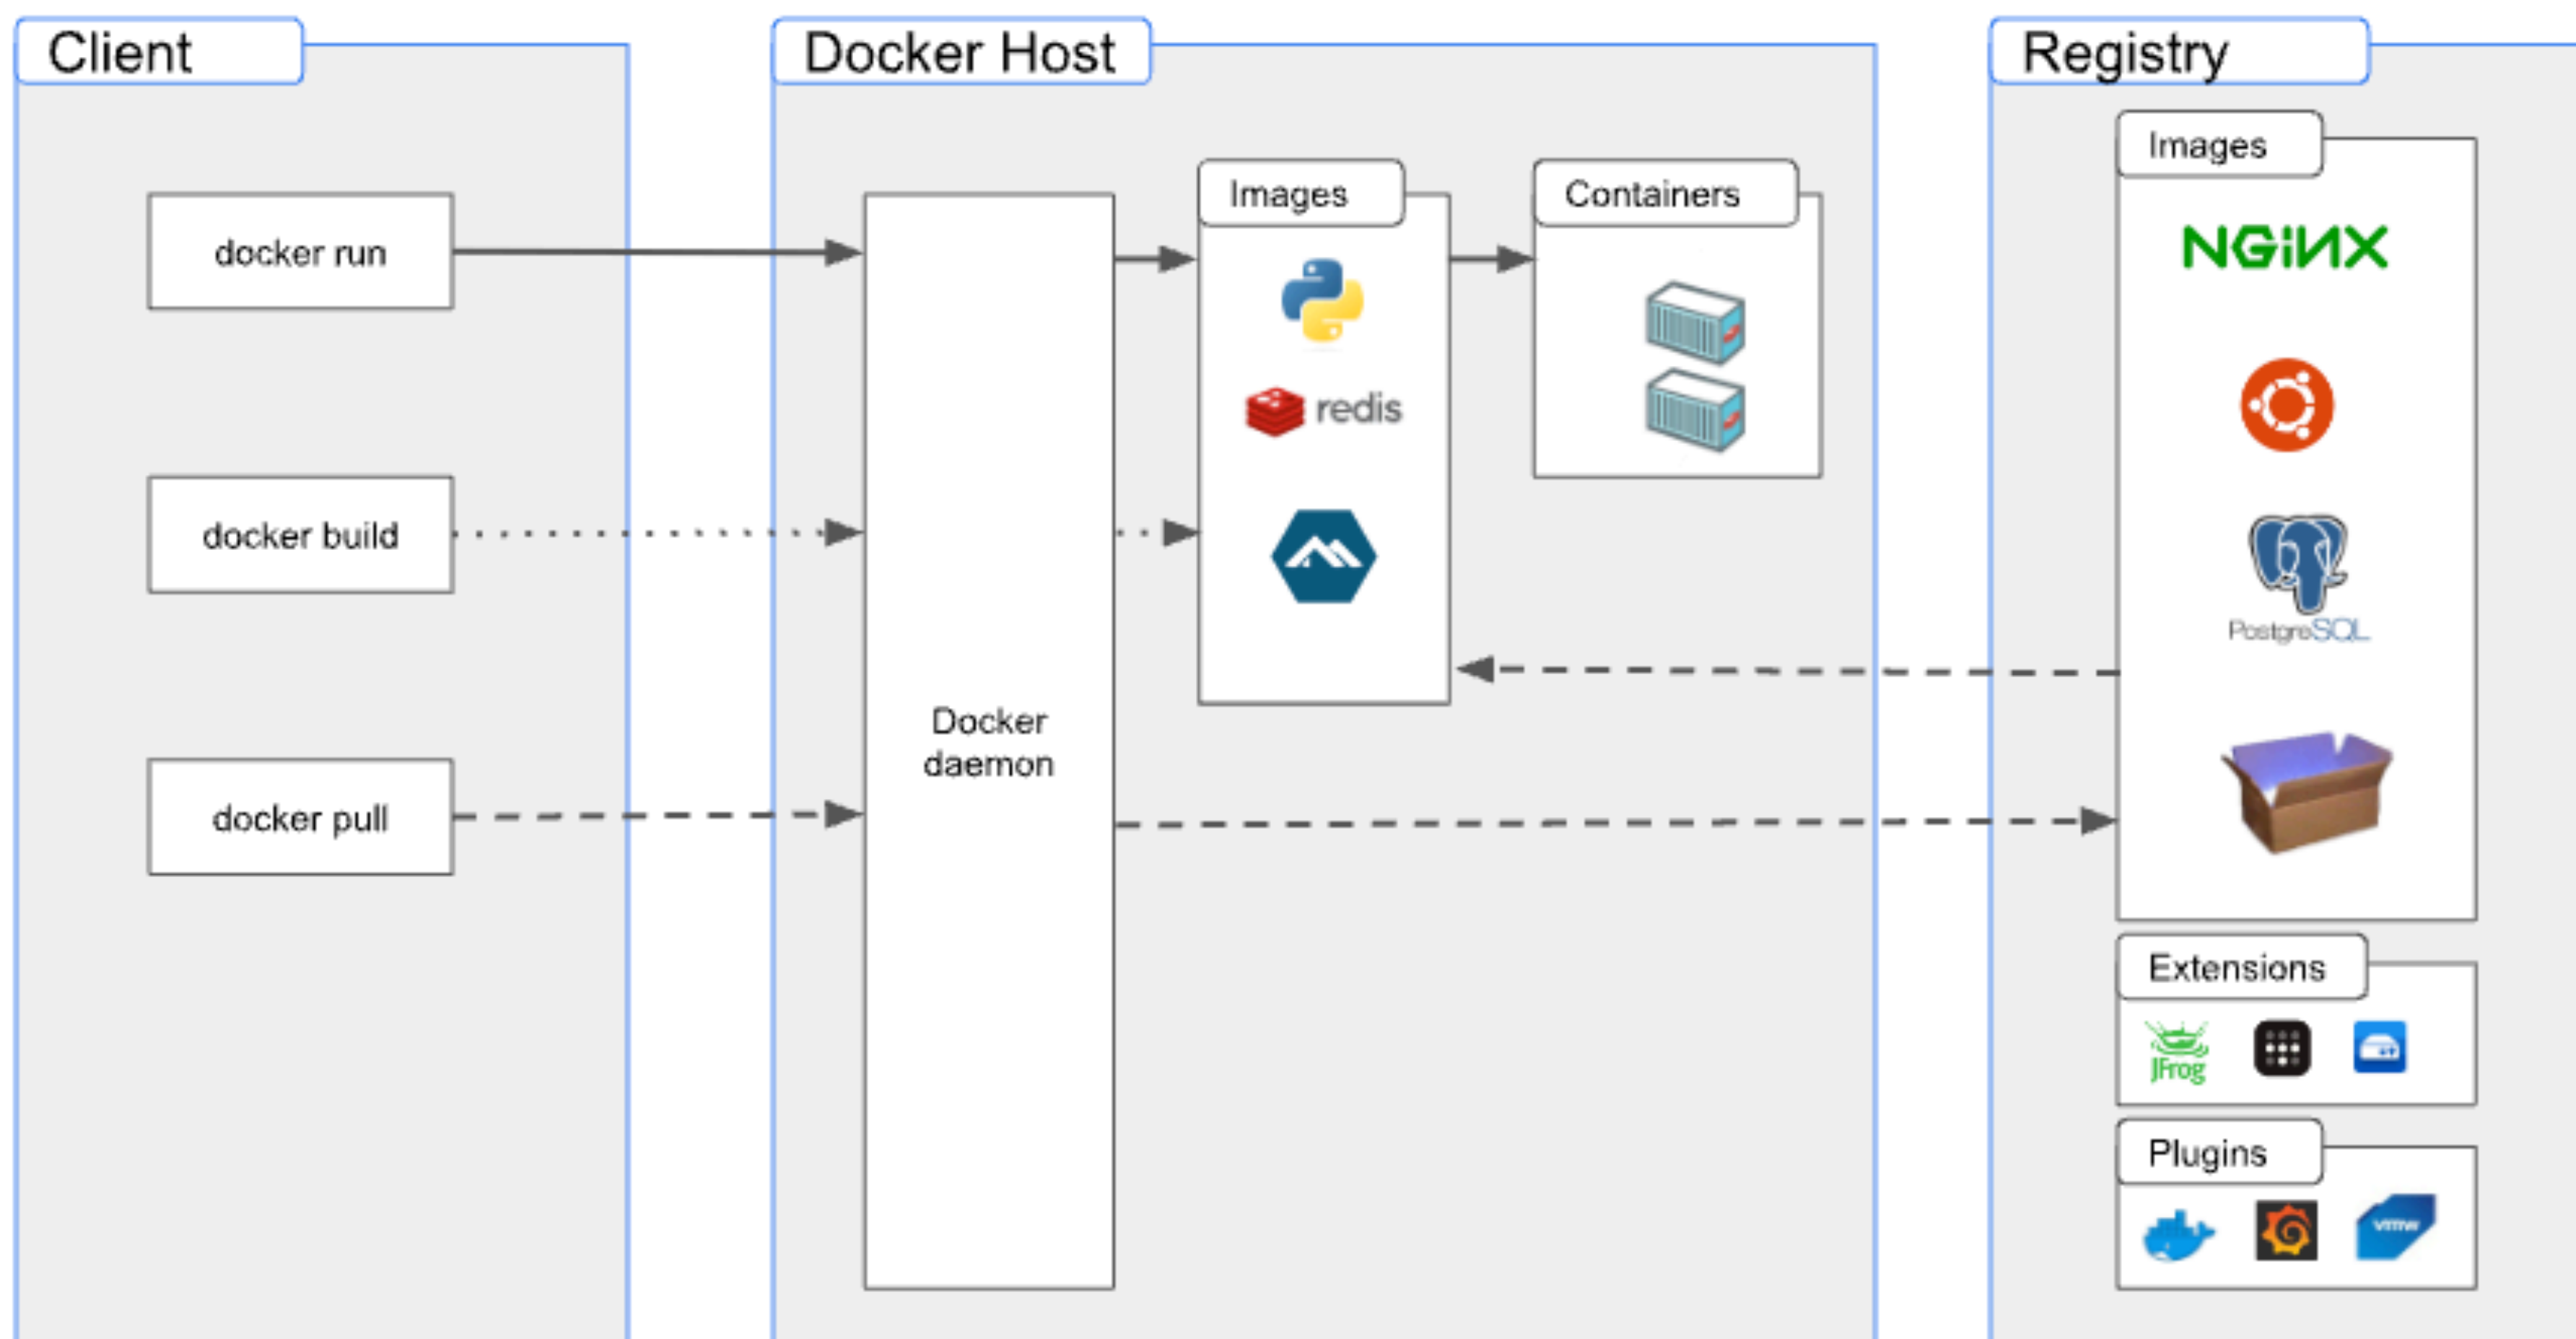 Client
docker run
docker build
docker pull
Docker Host
Docker
daemon
Images
redis
Containers
Registry
Images
NGiNX
PostgreSQL
Extensions
JFrog
Plugins
vmw